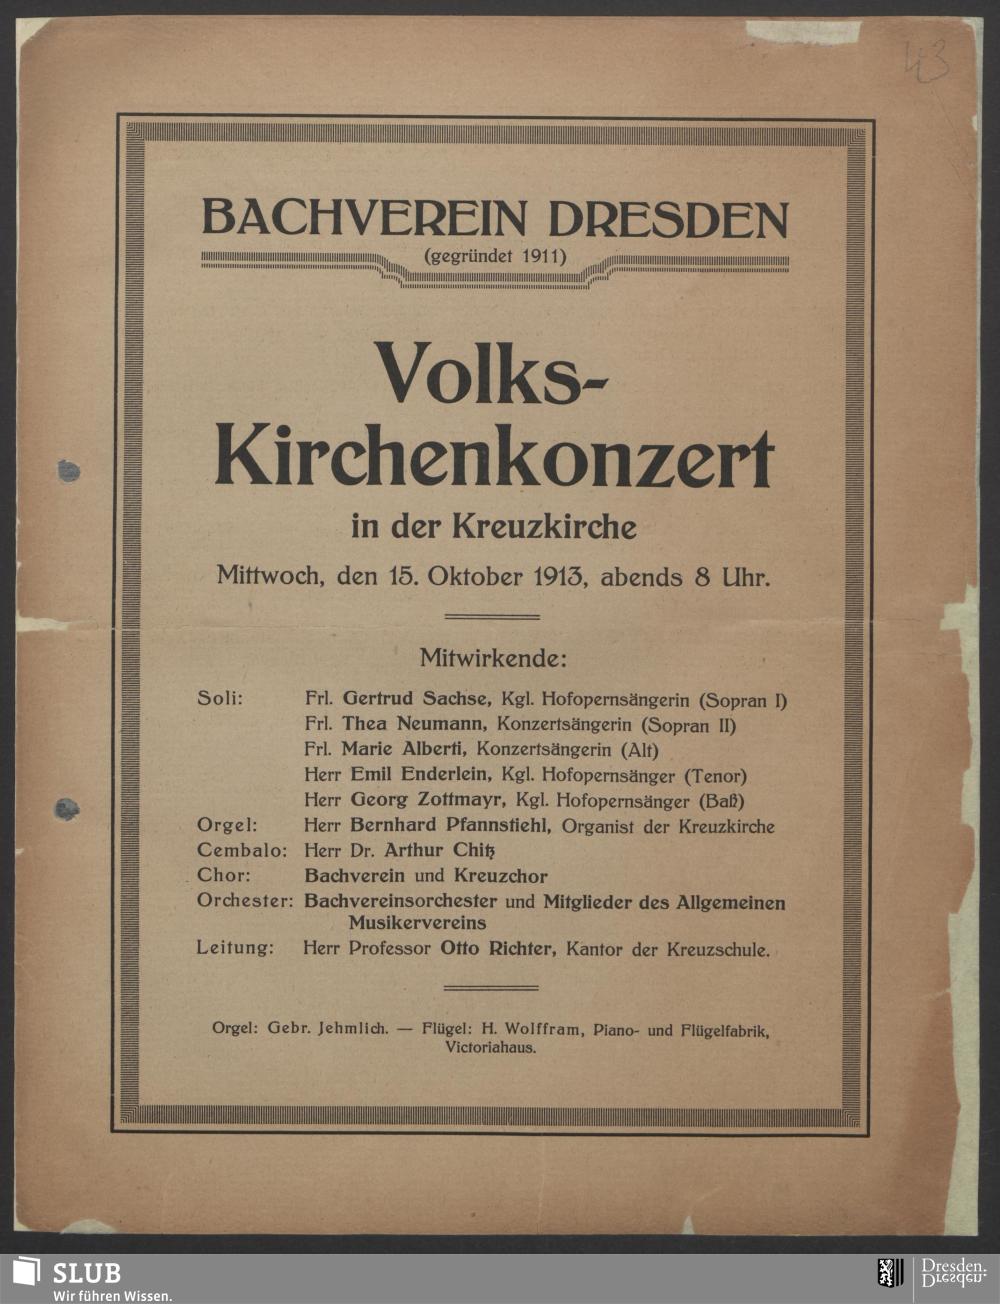 43
BACHVEREIN DRESDEN
(gegründet 1911)
Volks-
Kirchenkonzert
in der Kreuzkirche
Mittwoch, den 15. Oktober 1913, abends 8 Uhr.
Mitwirkende:
Soli: Frl. Gertrud Sachse, Kgl. Hofopernsängerin (Sopran I)
Frl. Thea Neumann, Konzertsängerin (Sopran II)
Frl. Marie Alberti, Konzertsängerin (Alt)
Herr Emil Enderlein, Kgl. Hofopernsänger (Tenor)
Herr Georg Zottmayr, Kgl. Hofopernsänger (Baß)
Orgel: Herr Bernhard Pfannstiehl, Organist der Kreuzkirche
Cembalo: Herr Dr. Arthur Chitz
Chor: Bachverein und Kreuzchor
Orchester: Bachvereinsorchester und Mitglieder des Allgemeinen
Musikervereins
Leitung: Herr Professor Otto Richter, Kantor der Kreuzschule.
Orgel: Gebr. Jehmlich. — Flügel: H. Wolffram, Piano- und Flügelfabrik,
Victoriahaus.
SLUB
Wir führen Wissen.
Dresden.
Dresden.